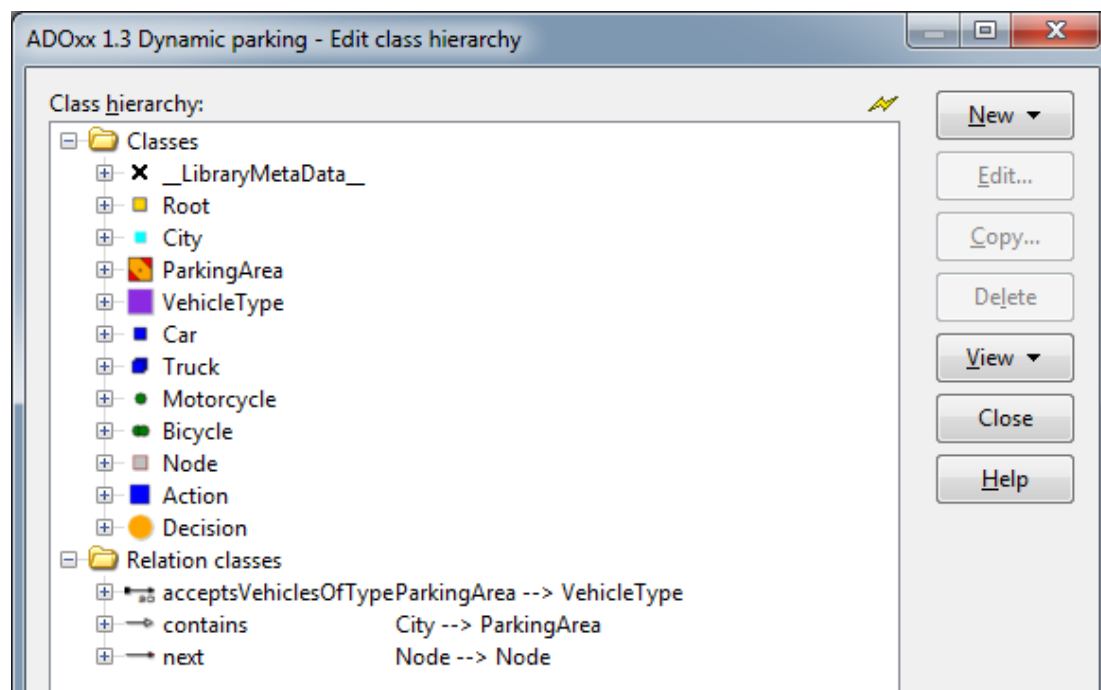 ADOxx 1.3 Dynamic parking - Edit class hierarchy
Class hierarchy:
Classes
__LibraryMetaData__
Root
City
ParkingArea
VehicleType
Car
Truck
Motorcycle
Bicycle
Node
Action
Decision
Relation classes
acceptsVehiclesOfType ParkingArea --> VehicleType
contains City --> ParkingArea
next Node --> Node
New
Edit...
Copy...
Delete
View
Close
Help